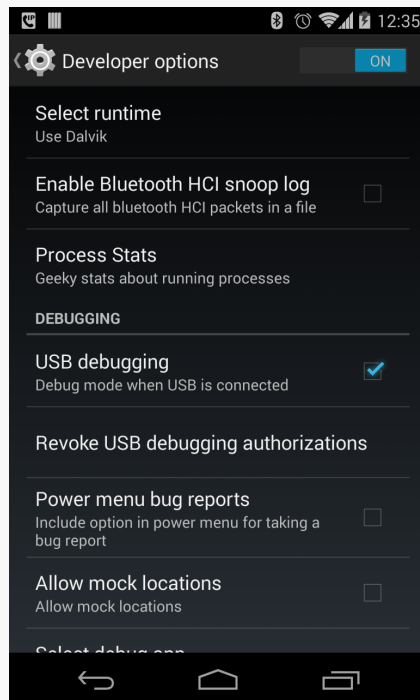 12:35
Developer options
ON
Select runtime
Use Dalvik
Enable Bluetooth HCI snoop log
Capture all bluetooth HCI packets in a file
Process Stats
Geeky stats about running processes
DEBUGGING
USB debugging
Debug mode when USB is connected
Revoke USB debugging authorizations
Power menu bug reports
Include option in power menu for taking a
bug report
Allow mock locations
Allow mock locations
Select debug app